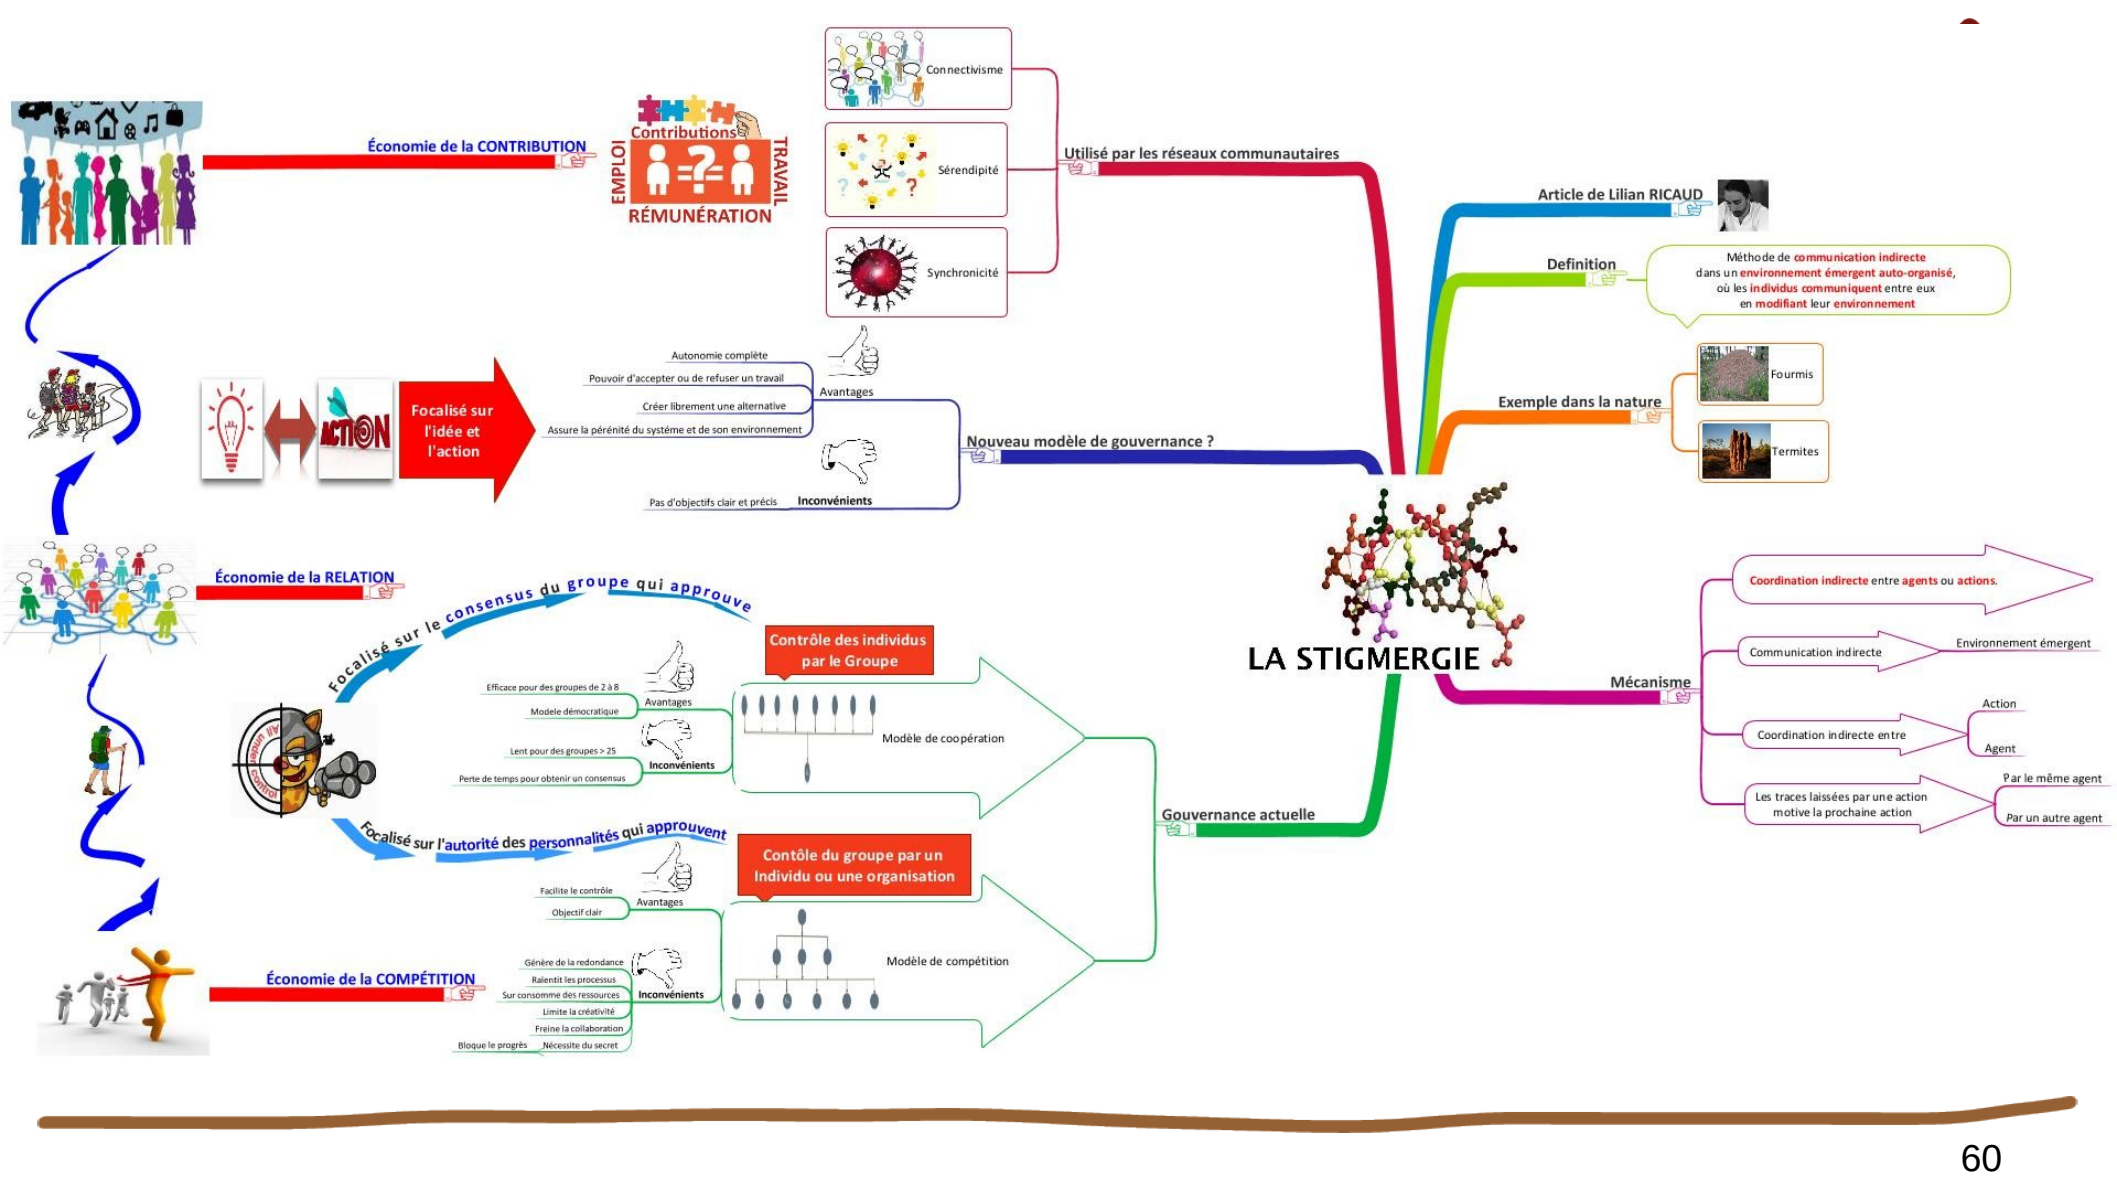 Connectivisme
Sérendipité
Synchronicité
Utilisé par les réseaux communautaires
Économie de la CONTRIBUTION
Contributions
EMPLOI
TRAVAIL
RÉMUNÉRATION
Article de Lilian RICAUD
Definition
Méthode de communication indirecte
dans un environnement émergent auto-organisé,
où les individus communiquent entre eux
en modifiant leur environnement
Exemple dans la nature
Fourmis
Termites
Autonomie complète
Pouvoir d'accepter ou de refuser un travail
Créer librement une alternative
Assure la pérénité du systéme et de son environnement
Avantages
Nouveau modèle de gouvernance ?
Pas d'objectifs clair et précis
Inconvénients
ACTION
Focalisé sur
l'idée et
l'action
LA STIGMERGIE
Économie de la RELATION
Focalisé sur le consensus du groupe qui approuve
Contrôle des individus
par le Groupe
Efficace pour des groupes de 2 à 8
Modele démocratique
Avantages
Lent pour des groupes > 25
Perte de temps pour obtenir un consensus
Inconvénients
Modèle de coopération
Mécanisme
Coordination indirecte entre agents ou actions.
Communication indirecte
Environnement émergent
Coordination indirecte entre
Action
Agent
Les traces laissées par une action
motive la prochaine action
Par le même agent
Par un autre agent
All under control
Gouvernance actuelle
Focalisé sur l'autorité des personnalités qui approuvent
Contôle du groupe par un
Individu ou une organisation
Facilite le contrôle
Objectif clair
Avantages
Génère de la redondance
Ralentit les processus
Sur consomme des ressources
Limite la créativité
Freine la collaboration
Bloque le progrès
Nécessite du secret
Inconvénients
Modèle de compétition
Économie de la COMPÉTITION
60